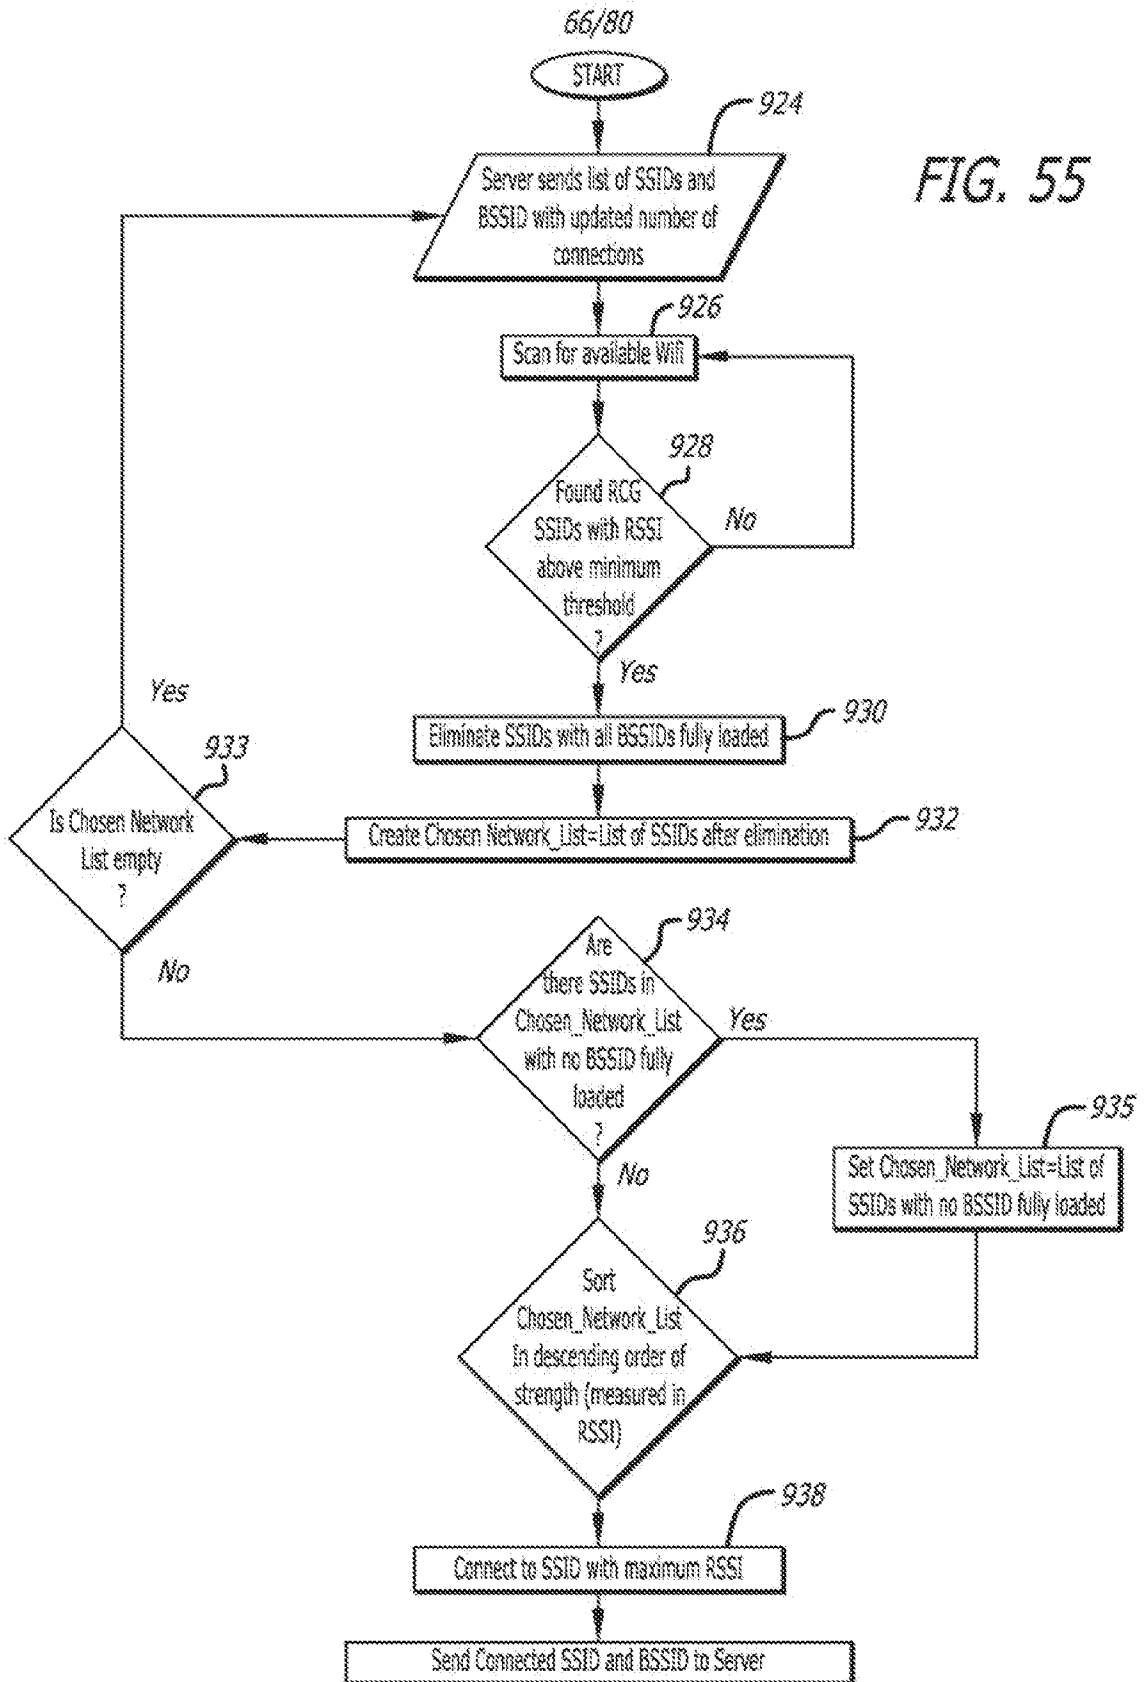 66/80
START
924
FIG. 55
Server sends list of SSIDs and
BSSID with updated number of
connections
926
Scan for available Wifi
928
Found RCG
SSIDs with RSSI
above minimum
threshold
?
No
Yes
930
Eliminate SSIDs with all BSSIDs fully loaded
932
Create Chosen Network_List=List of SSIDs after elimination
Yes
933
Is Chosen Network
List empty
?
No
934
Are
there SSIDs in
Chosen_Network_List
with no BSSID fully
loaded
?
Yes
No
935
Set Chosen_Network_List=List of
SSIDs with no BSSID fully loaded
936
Sort
Chosen_Network_List
In descending order of
strength (measured in
RSSI)
938
Connect to SSID with maximum RSSI
Send Connected SSID and BSSID to Server